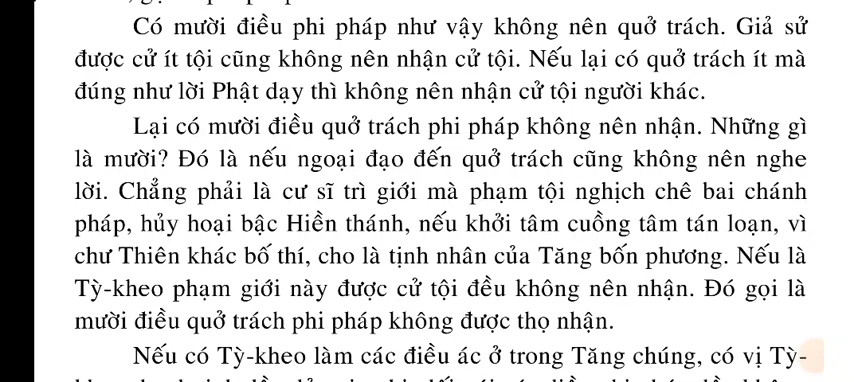 Có mười điều phi pháp như vậy không nên quở trách. Giả sử
được cử ít tội cũng không nên nhận cử tội. Nếu lại có quở trách ít mà
đúng như lời Phật dạy thì không nên nhận cử tội người khác.
Lại có mười điều quở trách phi pháp không nên nhận. Những gì
là mười? Đó là nếu ngoại đạo đến quở trách cũng không nên nghe
lời. Chẳng phải là cư sĩ trì giới mà phạm tội nghịch chê bai chánh
pháp, hủy hoại bậc Hiền thánh, nếu khởi tâm cuồng tâm tán loạn, vì
chư Thiên khác bố thí, cho là tịnh nhân của Tăng bốn phương. Nếu là
Tỳ-kheo phạm giới này được cử tội đều không nên nhận. Đó gọi là
mười điều quở trách phi pháp không được thọ nhận.
Nếu có Tỳ-kheo làm các điều ác ở trong Tăng chúng, có vị Tỳ-